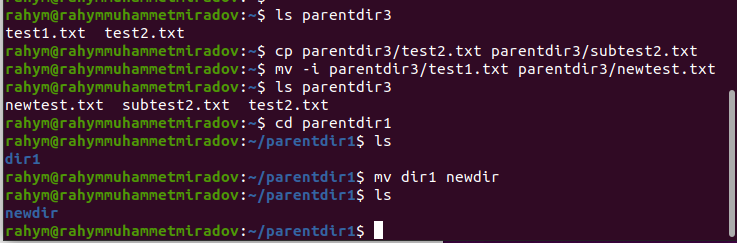 rahym@rahymmuhammetmiradov:~$ ls parentdir3
test1.txt  test2.txt
rahym@rahymmuhammetmiradov:~$ cp parentdir3/test2.txt parentdir3/subtest2.txt
rahym@rahymmuhammetmiradov:~$ mv -i parentdir3/test1.txt parentdir3/newtest.txt
rahym@rahymmuhammetmiradov:~$ ls parentdir3
newtest.txt  subtest2.txt  test2.txt
rahym@rahymmuhammetmiradov:~$ cd parentdir1
rahym@rahymmuhammetmiradov:~/parentdir1$ ls
dir1
rahym@rahymmuhammetmiradov:~/parentdir1$ mv dir1 newdir
rahym@rahymmuhammetmiradov:~/parentdir1$ ls
newdir
rahym@rahymmuhammetmiradov:~/parentdir1$